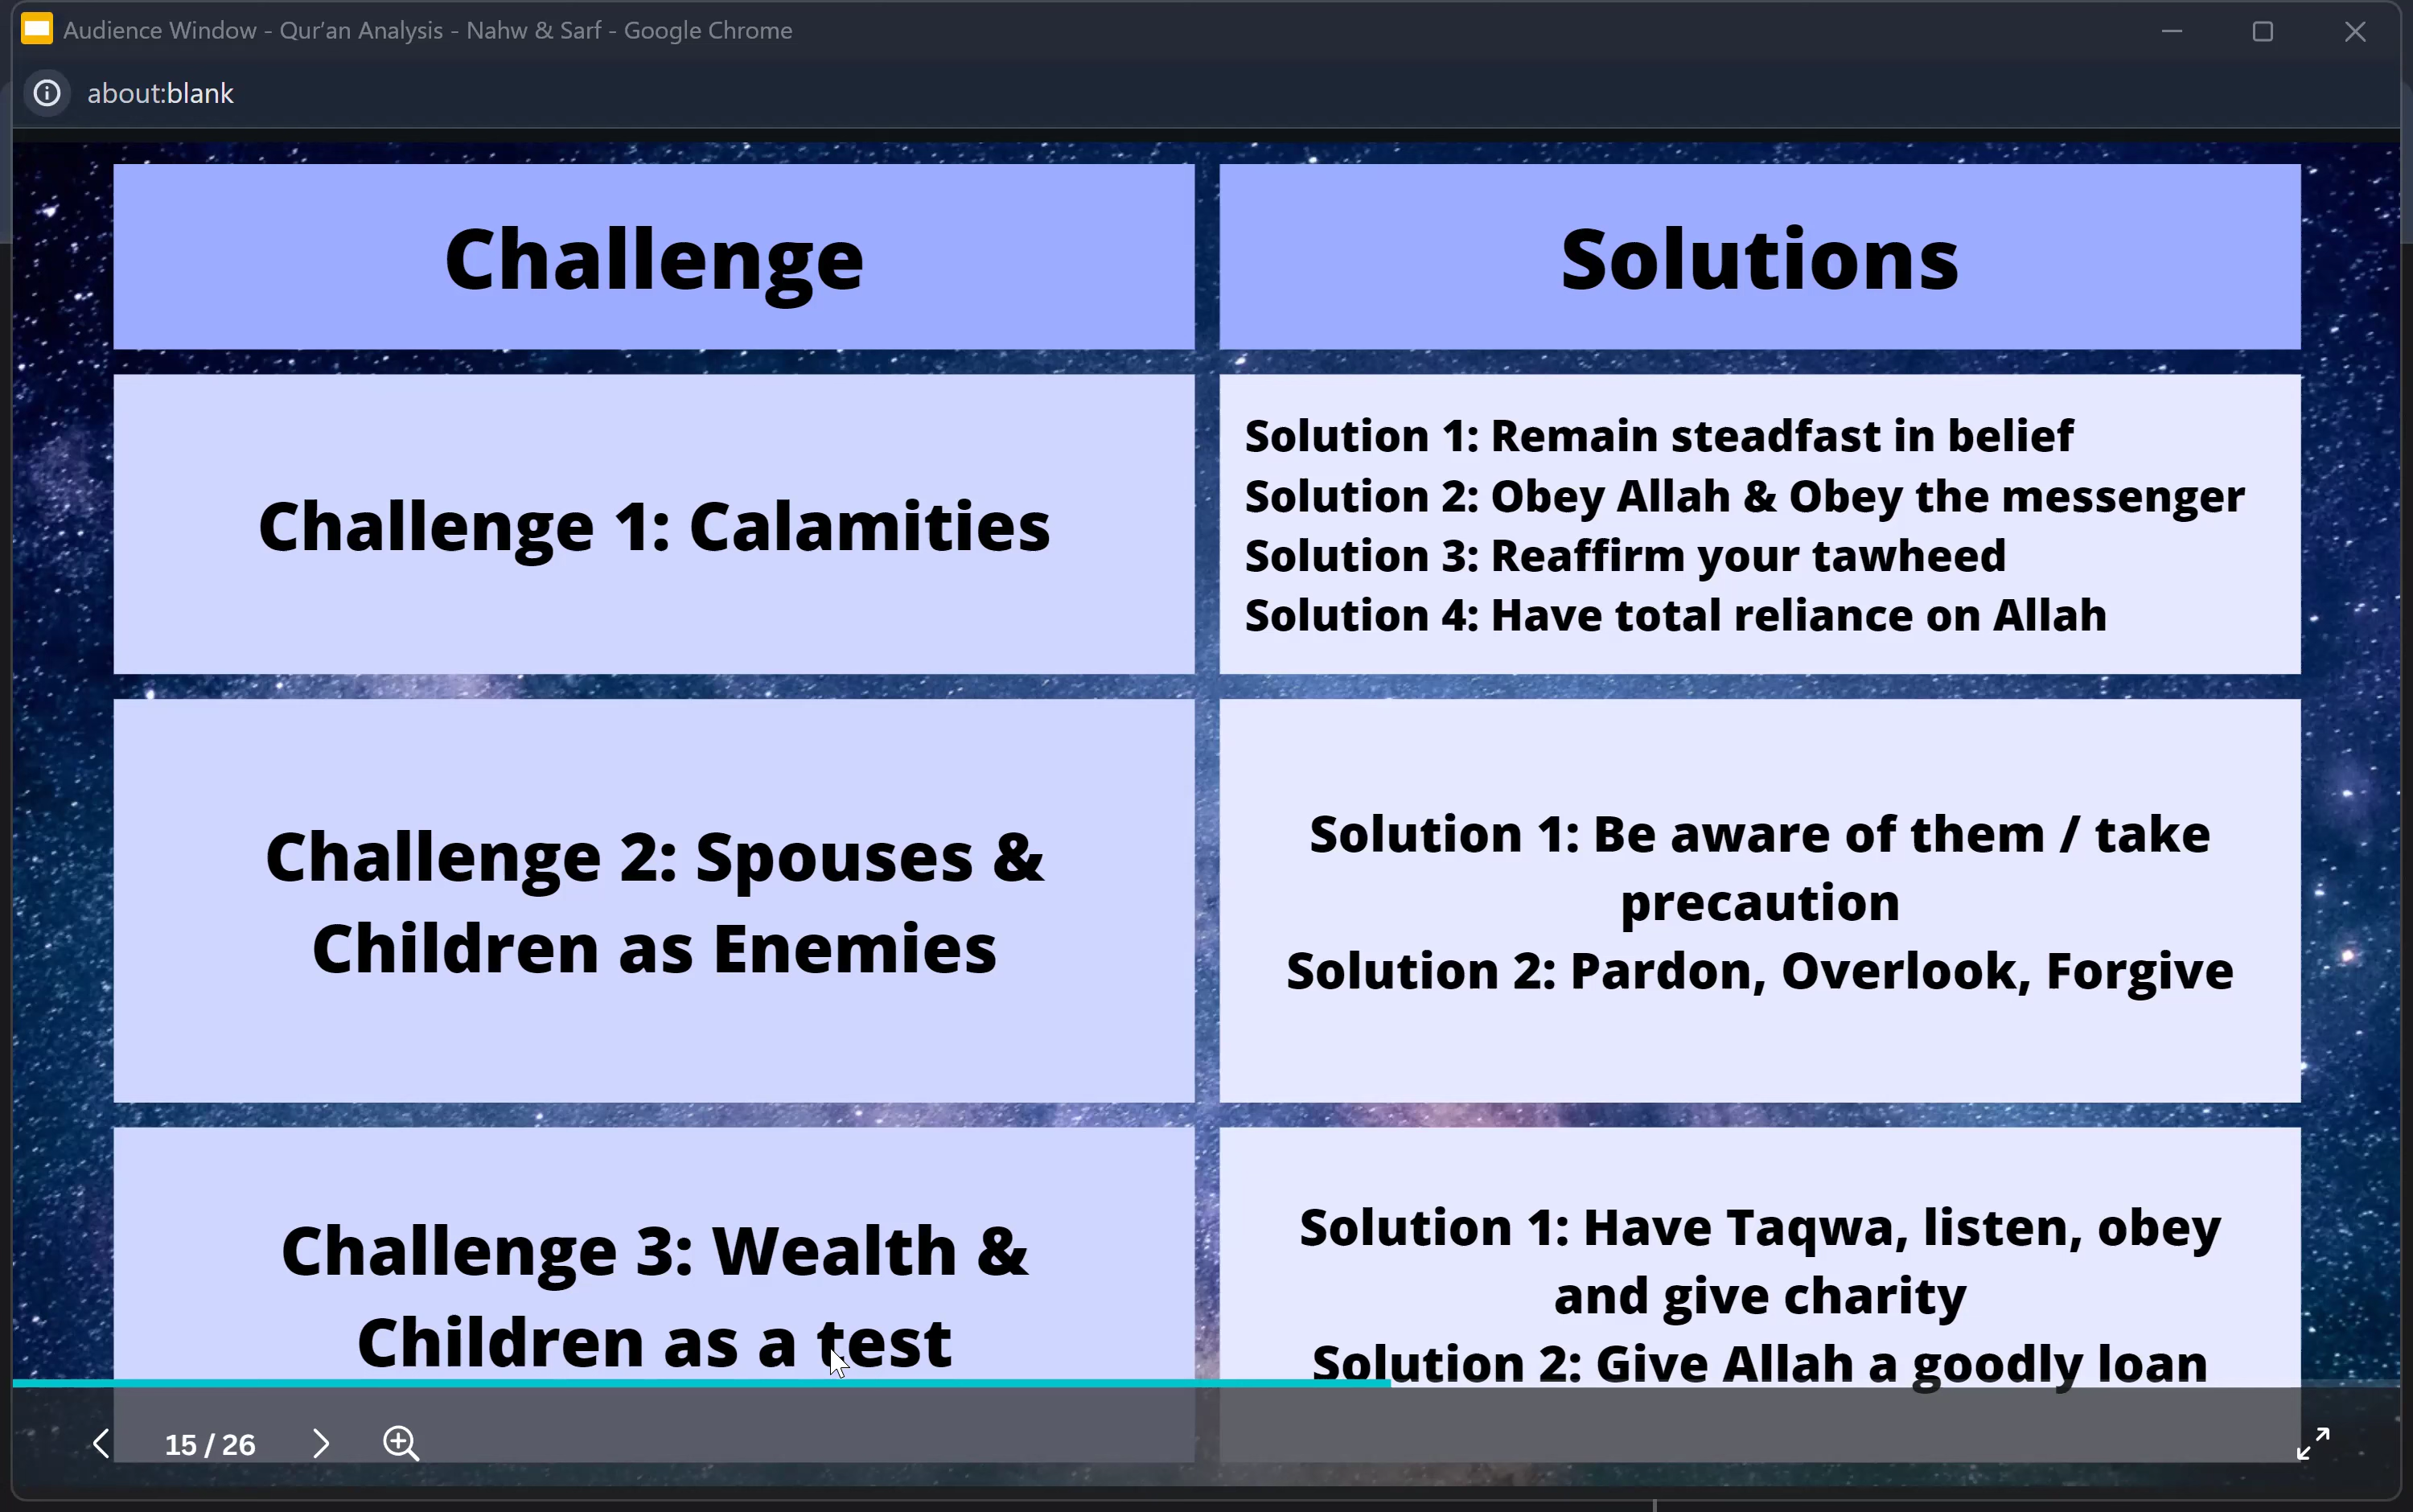 Audience Window - Qur'an Analysis - Nahw & Sarf - Google Chrome
about:blank
Challenge
Solutions
Challenge 1: Calamities
Solution 1: Remain steadfast in belief
Solution 2: Obey Allah & Obey the messenger
Solution 3: Reaffirm your tawheed
Solution 4: Have total reliance on Allah
Challenge 2: Spouses &
Children as Enemies
Solution 1: Be aware of them / take
precaution
Solution 2: Pardon, Overlook, Forgive
Challenge 3: Wealth &
Children as a test
Solution 1: Have Taqwa, listen, obey
and give charity
Solution 2: Give Allah a goodly loan
15 / 26